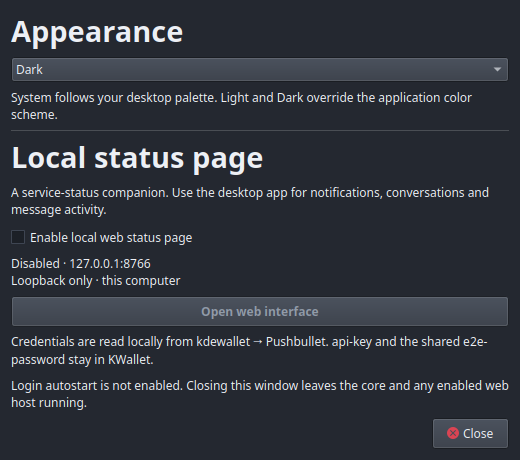 Appearance
Dark
System follows your desktop palette. Light and Dark override the application color
scheme.
Local status page
A service-status companion. Use the desktop app for notifications, conversations and
message activity.
Enable local web status page
Disabled · 127.0.0.1:8766
Loopback only · this computer
Open web interface
Credentials are read locally from kdewallet → Pushbullet. api-key and the shared e2e-
password stay in KWallet.
Login autostart is not enabled. Closing this window leaves the core and any enabled web
host running.
Close